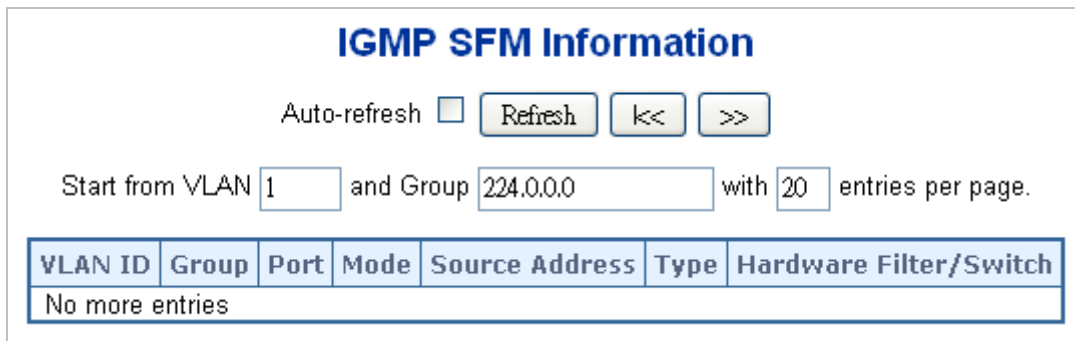 IGMP SFM Information
Auto-refresh Refresh |<< >>
Start from VLAN 1 and Group 224.0.0.0 with 20 entries per page.
VLAN ID Group Port Mode Source Address Type Hardware Filter/Switch
No more entries